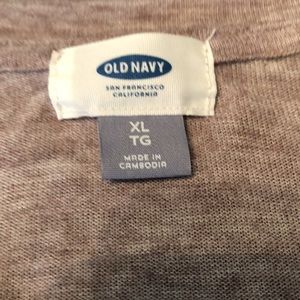 OLD NAVY
SAN FRANCISCO
CALIFORNIA
XL
TG
MADE IN
CAMBODIA